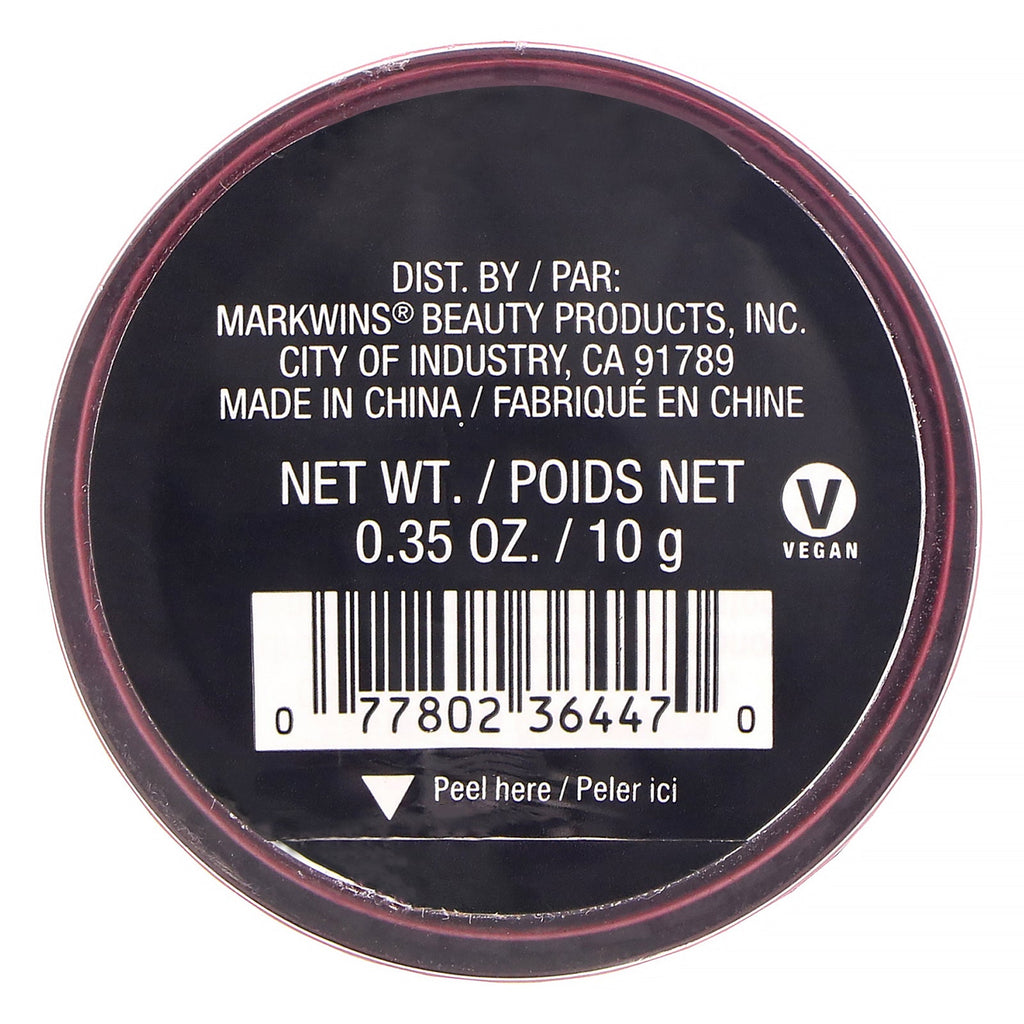 DIST. BY / PAR:
MARKWINS® BEAUTY PRODUCTS, INC.
CITY OF INDUSTRY, CA 91789
MADE IN CHINA / FABRIQUÉ EN CHINE
NET WT. / POIDS NET
0.35 OZ. / 10 g
V
VEGAN
0 77802 36447 0
Peel here / Peler ici